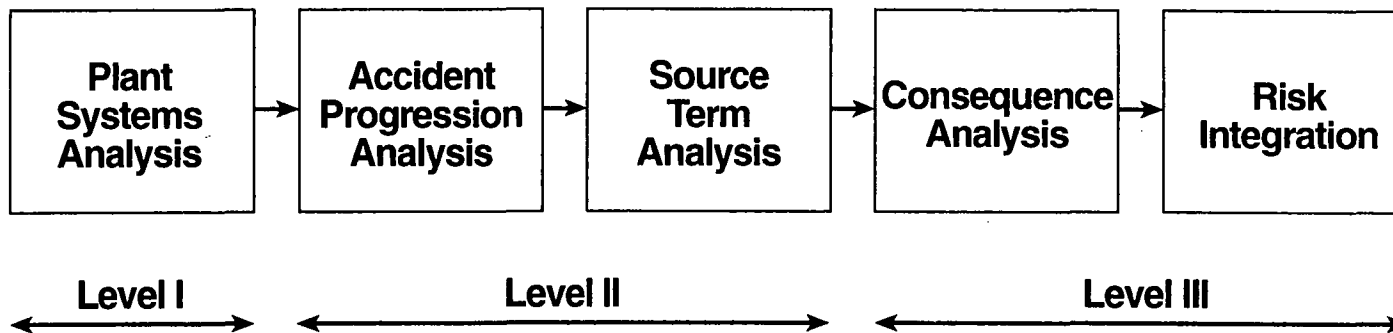 Plant
Systems
Analysis
Accident
Progression
Analysis
Source
Term
Analysis
Consequence
Analysis
Risk
Integration
Level I
Level II
Level III